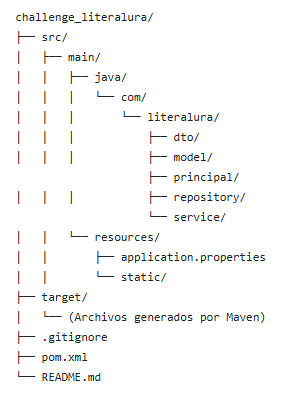 challenge_literalura/
├── src/
│   ├── main/
│   │   ├── java/
│   │   │   └── com/
│   │   │       └── literalura/
│   │   │           ├── dto/
│   │   │           ├── model/
                    ├── principal/
│   │   │           ├── repository/
                    └── service/
│   │   └── resources/
│   │       ├── application.properties
│   │       └── static/
├── target/
│   └── (Archivos generados por Maven)
├── .gitignore
├── pom.xml
└── README.md